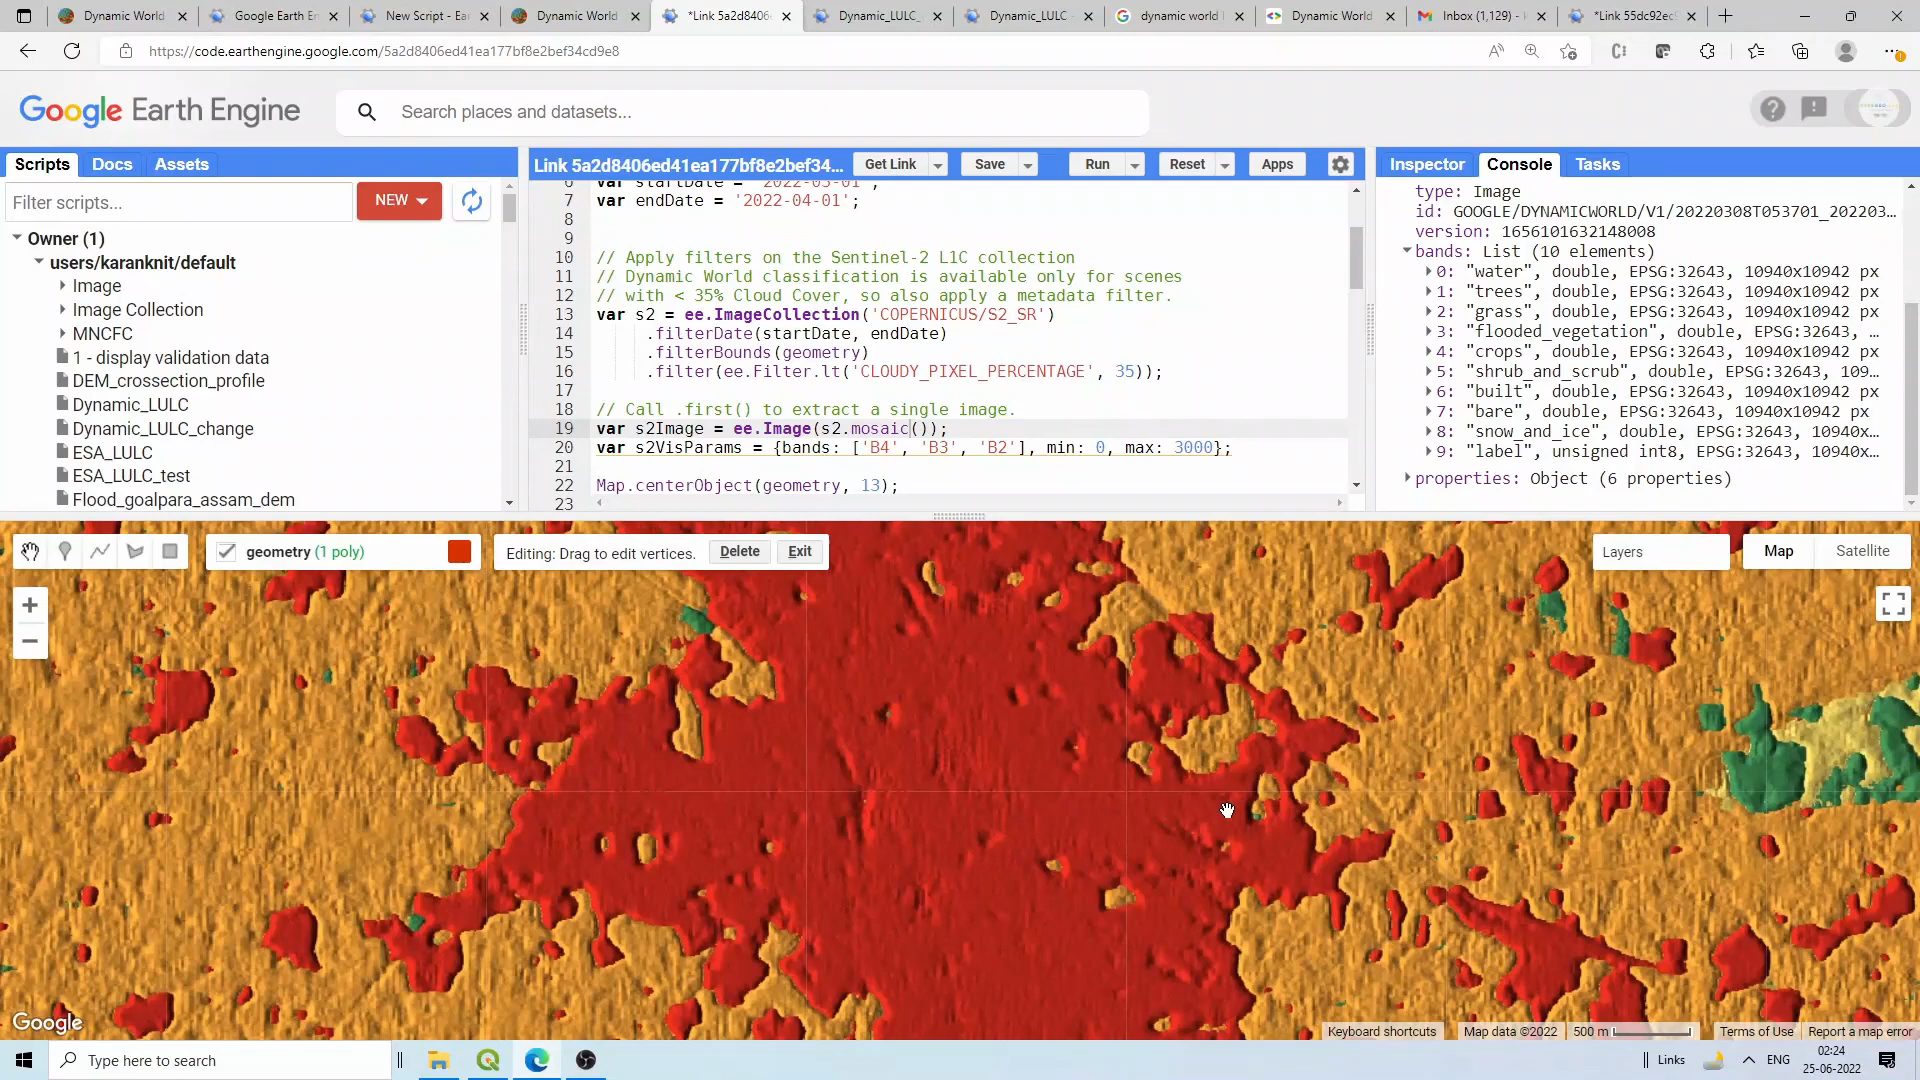 Dynamic World
Google Earth En
New Script - Ear
Dynamic World
*Link 5a2d8406
Dynamic_LULC_
Dynamic_LULC -
dynamic world l
Dynamic World
Inbox (1,129) -
*Link 55dc92ec
https://code.earthengine.google.com/5a2d8406ed41ea177bf8e2bef34cd9e8
Google Earth Engine
Search places and datasets...
Scripts Docs Assets
Filter scripts...
NEW
Owner (1)
users/karanknit/default
Image
Image Collection
MNCFC
1 - display validation data
DEM_crossection_profile
Dynamic_LULC
Dynamic_LULC_change
ESA_LULC
ESA_LULC_test
Flood_goalpara_assam_dem
Link 5a2d8406ed41ea177bf8e2bef34...
Get Link Save Run Reset Apps
6 var startDate = '2022-03-01';
7 var endDate = '2022-04-01';
8
9
10 // Apply filters on the Sentinel-2 L1C collection
11 // Dynamic World classification is available only for scenes
12 // with < 35% Cloud Cover, so also apply a metadata filter.
13 var s2 = ee.ImageCollection('COPERNICUS/S2_SR')
14 .filterDate(startDate, endDate)
15 .filterBounds(geometry)
16 .filter(ee.Filter.lt('CLOUDY_PIXEL_PERCENTAGE', 35));
17
18 // Call .first() to extract a single image.
19 var s2Image = ee.Image(s2.mosaic());
20 var s2VisParams = {bands: ['B4', 'B3', 'B2'], min: 0, max: 3000};
21
22 Map.centerObject(geometry, 13);
23
Inspector Console Tasks
type: Image
id: GOOGLE/DYNAMICWORLD/V1/20220308T053701_202203...
version: 1656101632148008
bands: List (10 elements)
0: "water", double, EPSG:32643, 10940x10942 px
1: "trees", double, EPSG:32643, 10940x10942 px
2: "grass", double, EPSG:32643, 10940x10942 px
3: "flooded_vegetation", double, EPSG:32643, ...
4: "crops", double, EPSG:32643, 10940x10942 px
5: "shrub_and_scrub", double, EPSG:32643, 109...
6: "built", double, EPSG:32643, 10940x10942 px
7: "bare", double, EPSG:32643, 10940x10942 px
8: "snow_and_ice", double, EPSG:32643, 10940x...
9: "label", unsigned int8, EPSG:32643, 10940x...
properties: Object (6 properties)
geometry (1 poly)
Editing: Drag to edit vertices. Delete Exit
Layers
Map Satellite
+
−
Google
Keyboard shortcuts Map data ©2022 500 m Terms of Use Report a map error
Type here to search
Links
ENG
02:24
25-06-2022